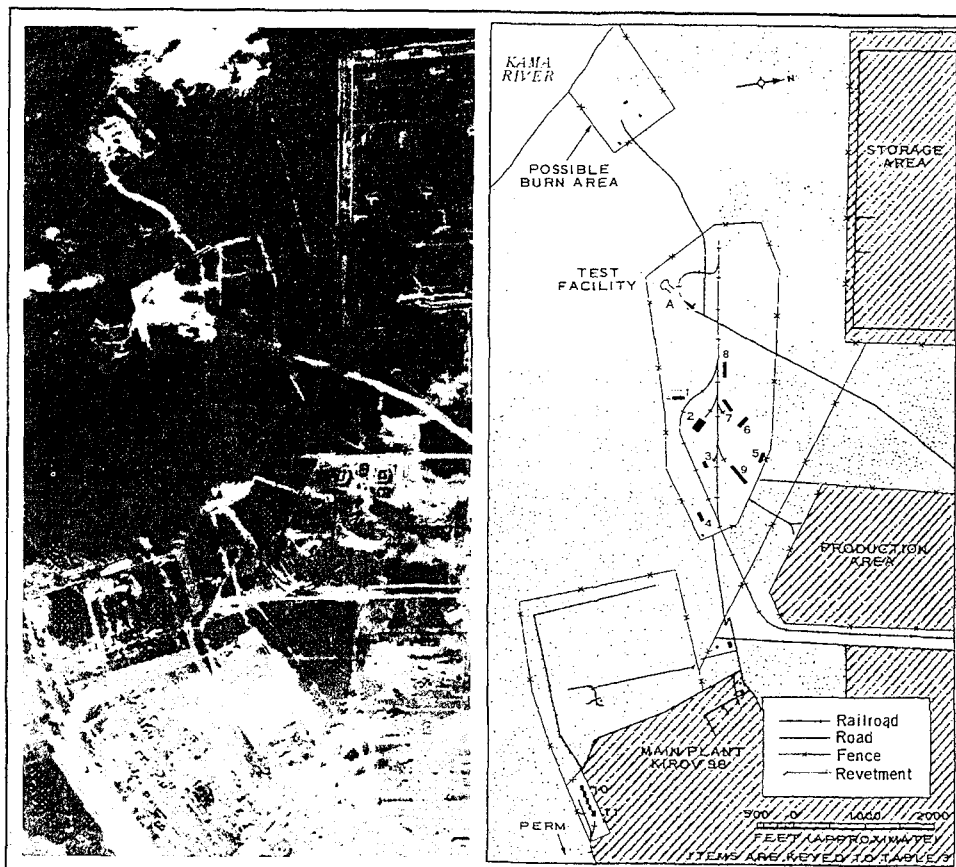 KAMA
RIVER
N
POSSIBLE
BURN AREA
STORAGE
AREA
TEST
FACILITY
A
8
1
2
7
6
3
5
9
4
PRODUCTION
AREA
MAIN PLANT
KIROV 98
PERM
Railroad
Road
Fence
Revetment
500 0 1000 2000
FEET (APPROXIMATE)
ITEMS ARE KEYED TO TABLE 3